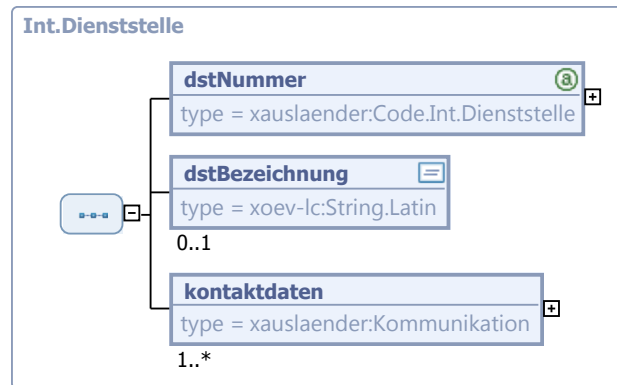 Int.Dienststelle
dstNummer
type = xauslaender:Code.Int.Dienststelle
dstBezeichnung
type = xoev-lc:String.Latin
0..1
kontaktdaten
type = xauslaender:Kommunikation
1..*